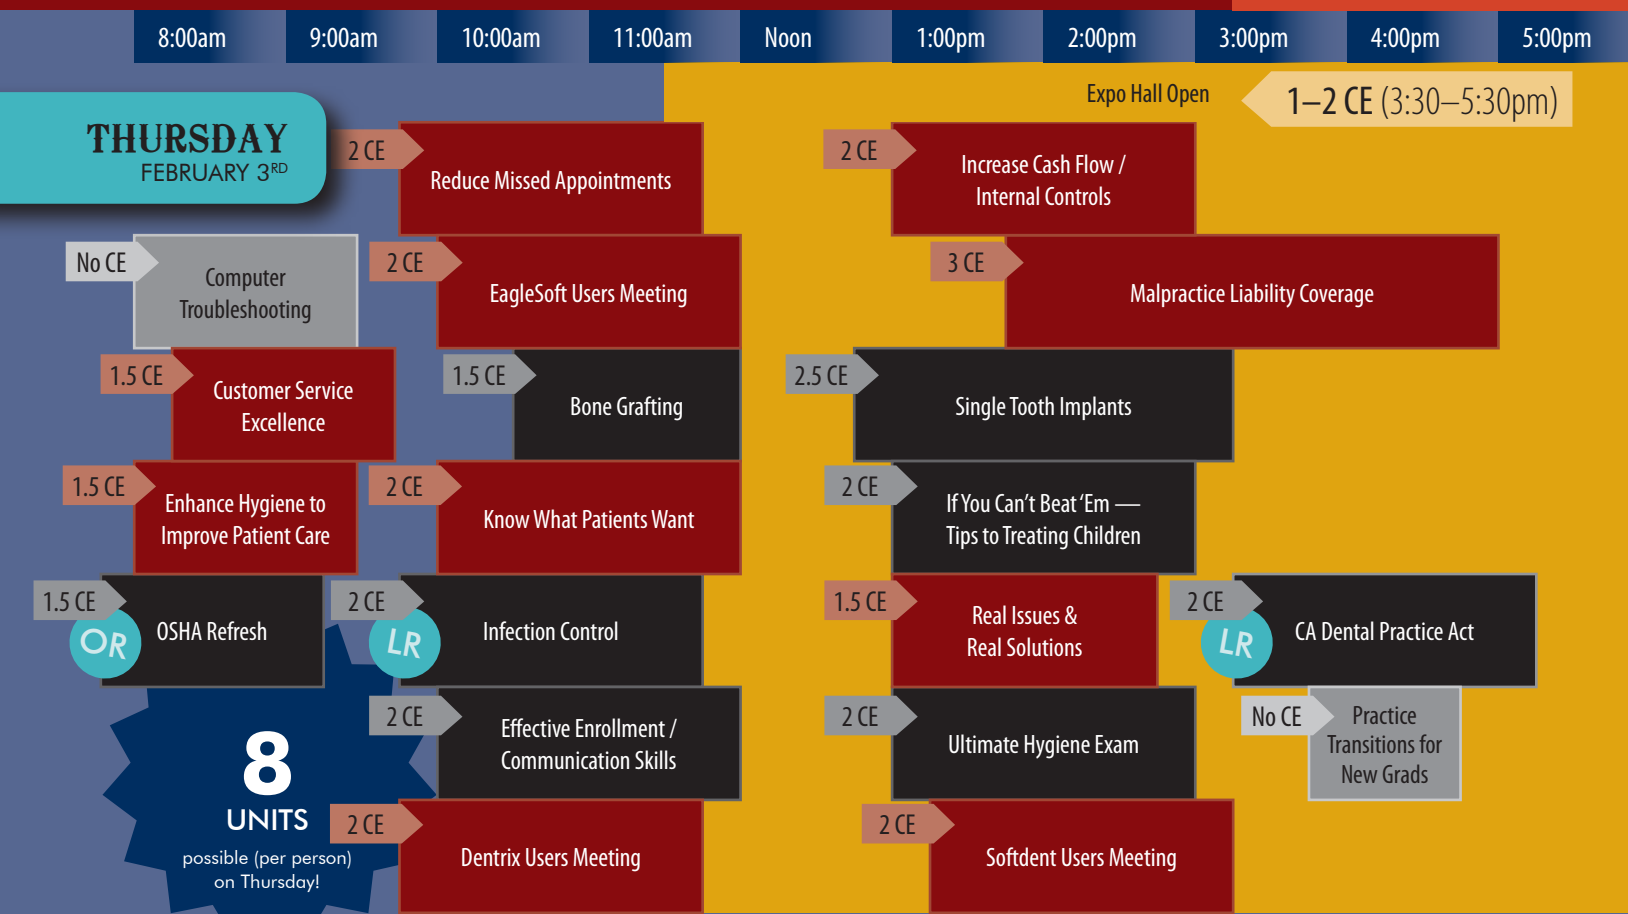 8:00am 9:00am 10:00am 11:00am Noon 1:00pm 2:00pm 3:00pm 4:00pm 5:00pm
Expo Hall Open
1–2 CE (3:30–5:30pm)
THURSDAY
FEBRUARY 3RD
2 CE
Reduce Missed Appointments
2 CE
Increase Cash Flow /
Internal Controls
No CE
Computer
Troubleshooting
2 CE
EagleSoft Users Meeting
3 CE
Malpractice Liability Coverage
1.5 CE
Customer Service
Excellence
1.5 CE
Bone Grafting
2.5 CE
Single Tooth Implants
1.5 CE
Enhance Hygiene to
Improve Patient Care
2 CE
Know What Patients Want
2 CE
If You Can’t Beat ‘Em —
Tips to Treating Children
1.5 CE
OR
OSHA Refresh
2 CE
LR
Infection Control
1.5 CE
Real Issues &
Real Solutions
2 CE
LR
CA Dental Practice Act
2 CE
Effective Enrollment /
Communication Skills
2 CE
Ultimate Hygiene Exam
No CE
Practice
Transitions for
New Grads
8
UNITS
possible (per person)
on Thursday!
2 CE
Dentrix Users Meeting
2 CE
Softdent Users Meeting